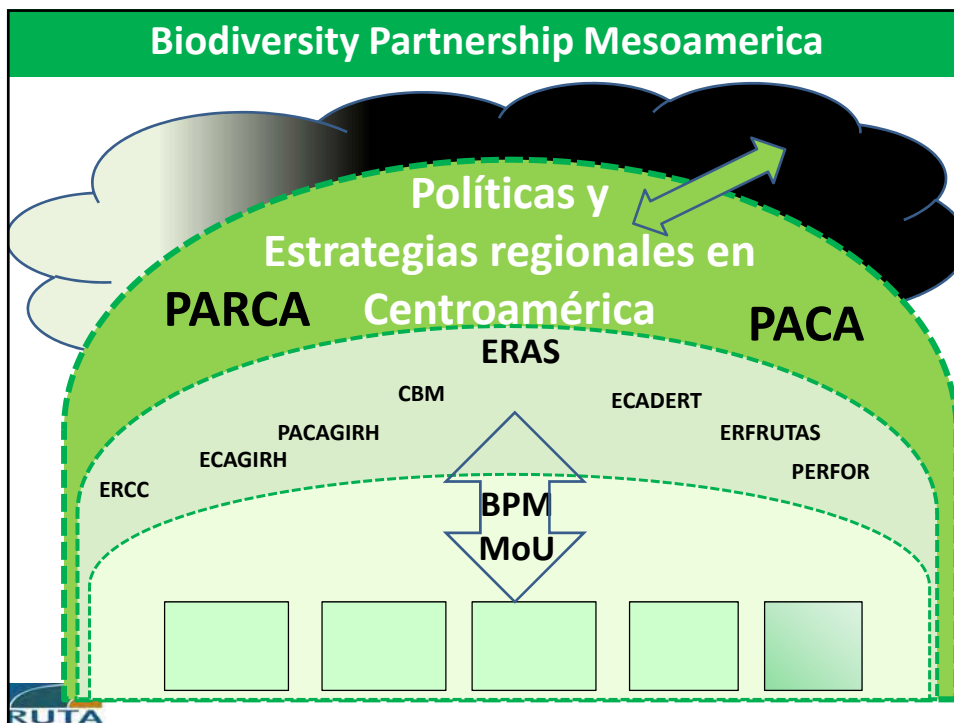 Biodiversity Partnership Mesoamerica
Políticas y
Estrategias regionales en
Centroamérica
PARCA
PACA
ERAS
CBM
ECADERT
PACAGIRH
ERFRUTAS
ECAGIRH
PERFOR
ERCC
BPM
MoU
RUTA